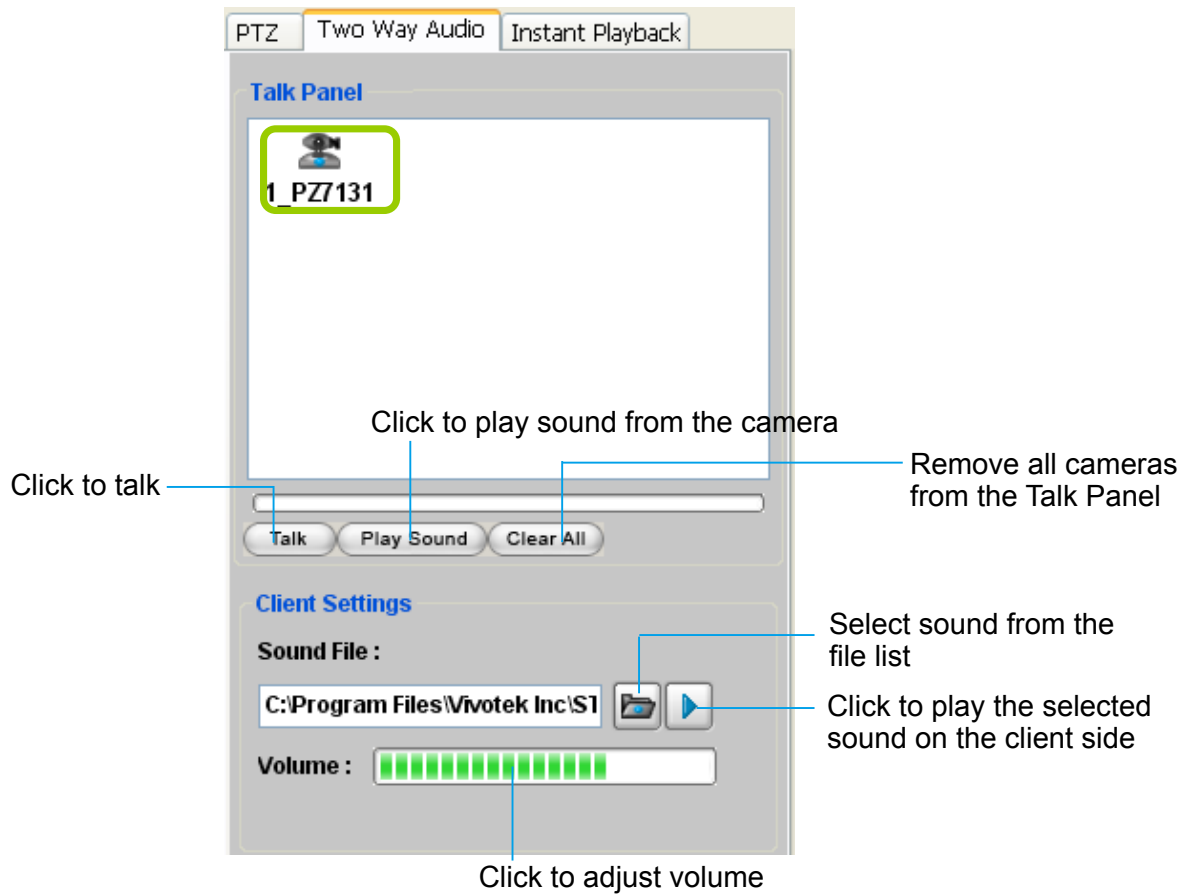 PTZ Two Way Audio Instant Playback
Talk Panel
1_PZ7131
Click to play sound from the camera
Click to talk
Remove all cameras
from the Talk Panel
Talk Play Sound Clear All
Client Settings
Select sound from the
file list
Sound File :
C:\Program Files\Vivotek Inc\ST
Click to play the selected
sound on the client side
Volume :
Click to adjust volume